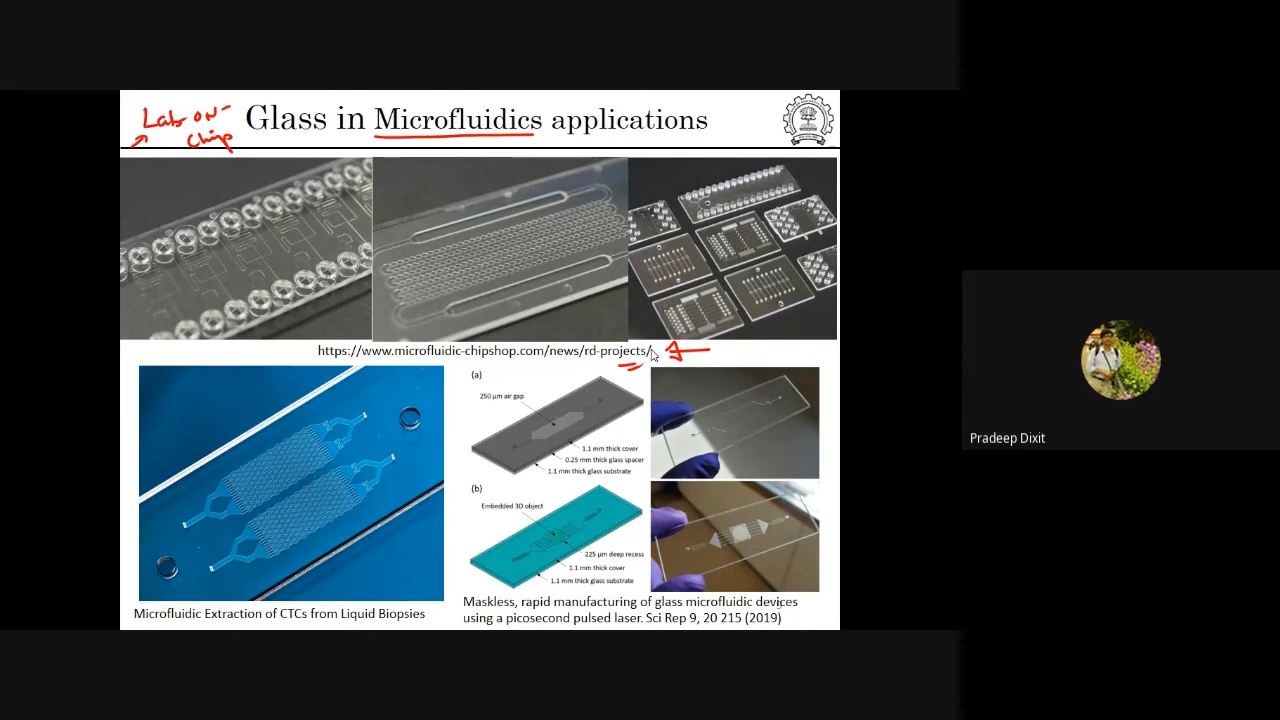 Lab on-
Chip
Glass in Microfluidics applications
https://www.microfluidic-chipshop.com/news/rd-projects/
(a)
250 µm air gap
1.1 mm thick cover
0.25 mm thick glass spacer
1.1 mm thick glass substrate
(b)
Embedded 3D object
225 µm deep recess
1.1 mm thick cover
1.1 mm thick glass substrate
Microfluidic Extraction of CTCs from Liquid Biopsies
Maskless, rapid manufacturing of glass microfluidic devices
using a picosecond pulsed laser. Sci Rep 9, 20 215 (2019)
Pradeep Dixit